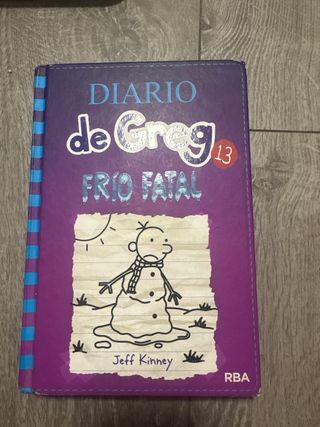 DIARIO
de Greg
13
FRÍO FATAL
Jeff Kinney
RBA